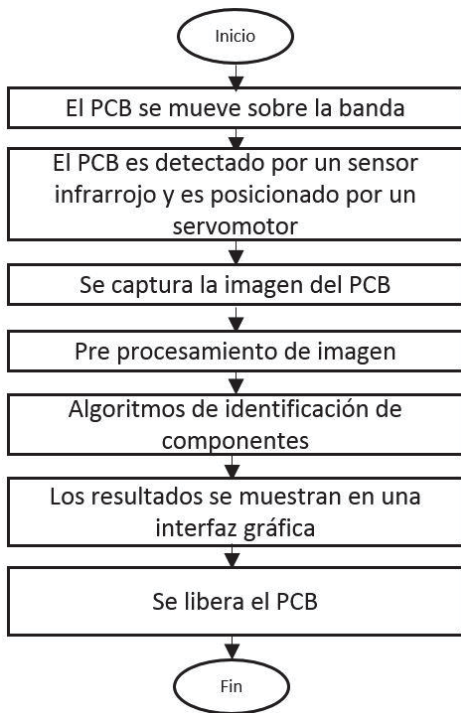 Inicio
El PCB se mueve sobre la banda
El PCB es detectado por un sensor
infrarrojo y es posicionado por un
servomotor
Se captura la imagen del PCB
Pre procesamiento de imagen
Algoritmos de identificación de
componentes
Los resultados se muestran en una
interfaz gráfica
Se libera el PCB
Fin